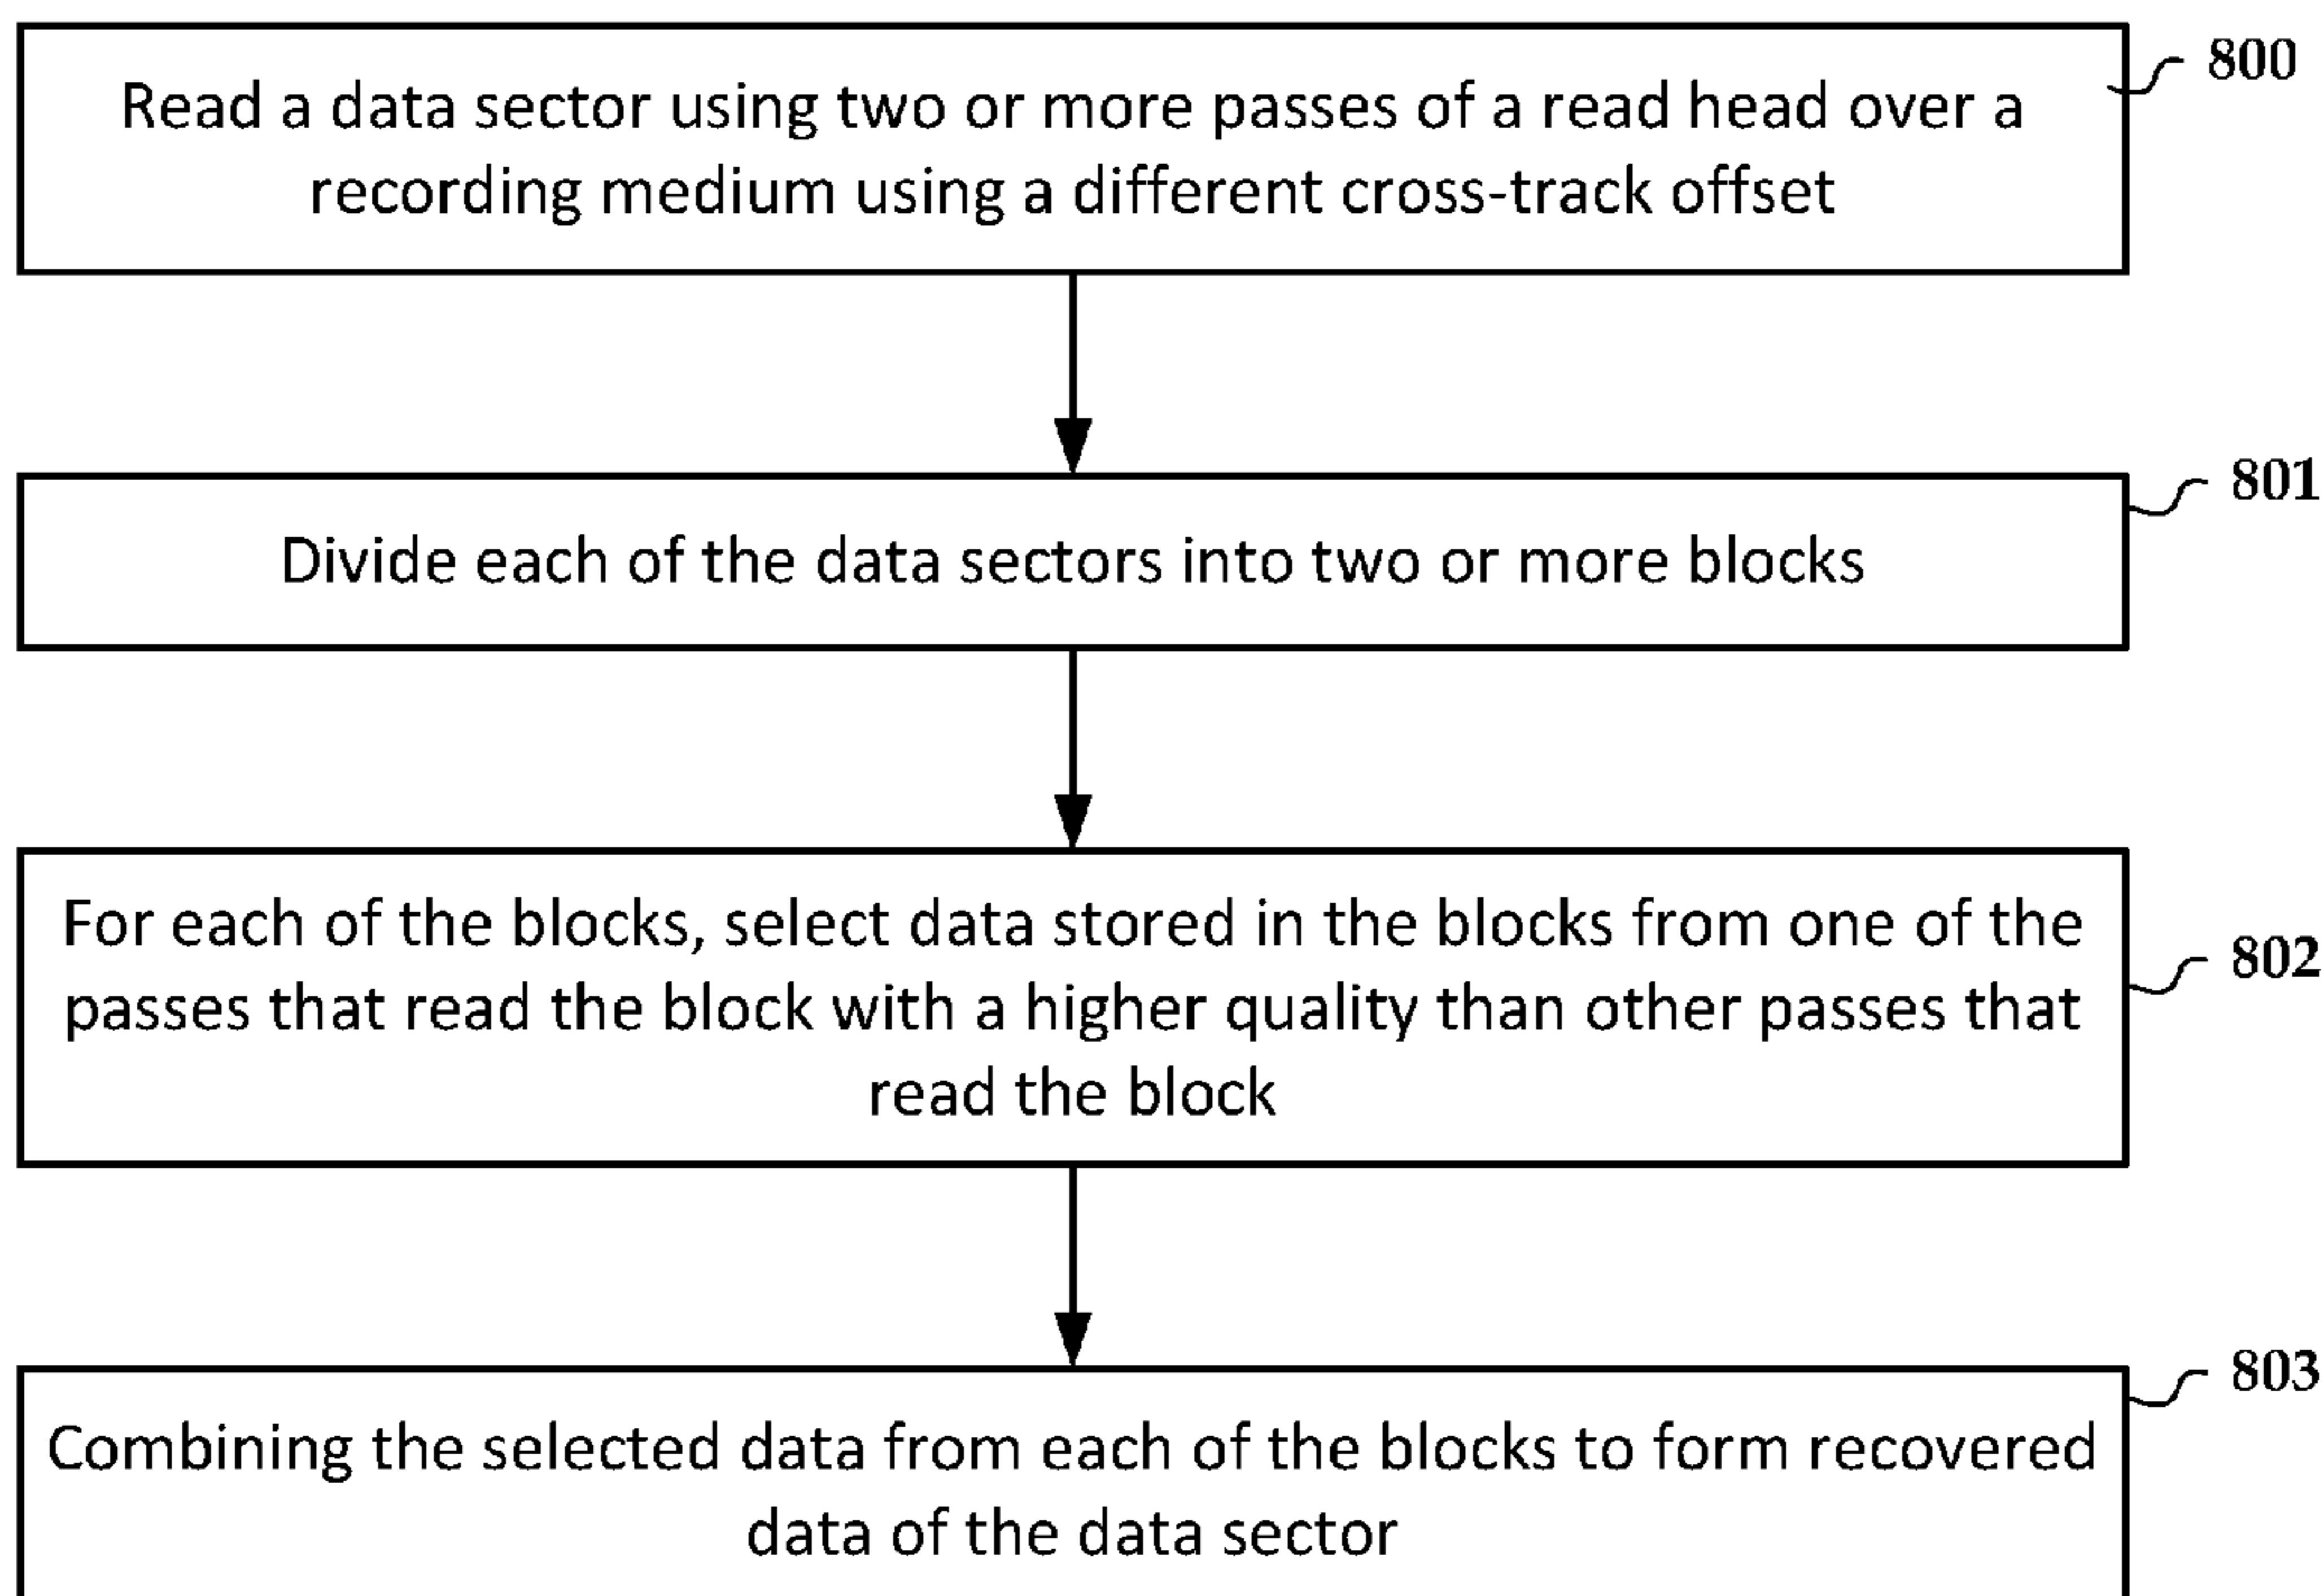 800
Read a data sector using two or more passes of a read head over a
recording medium using a different cross-track offset
801
Divide each of the data sectors into two or more blocks
For each of the blocks, select data stored in the blocks from one of the
passes that read the block with a higher quality than other passes that
read the block
802
803
Combining the selected data from each of the blocks to form recovered
data of the data sector